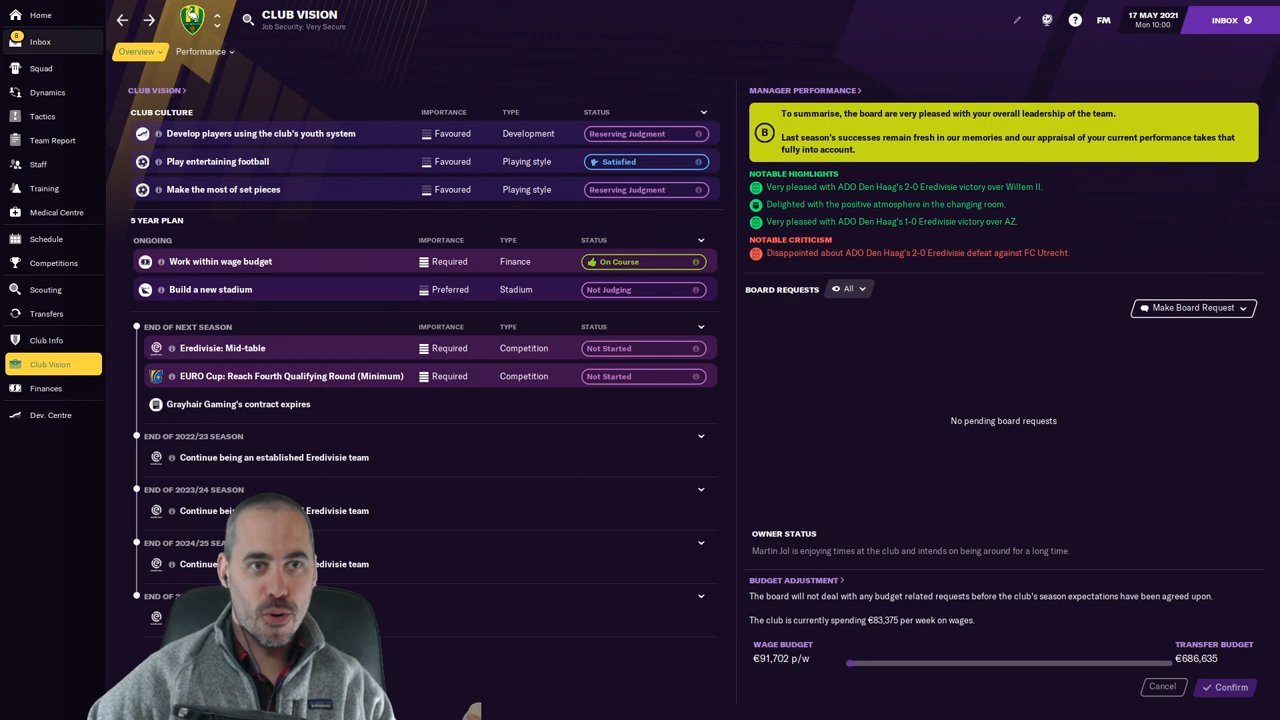 Home
8
Inbox
Squad
Dynamics
Tactics
Team Report
Staff
Training
Medical Centre
Schedule
Competitions
Scouting
Transfers
Club Info
Club Vision
Finances
Dev. Centre
CLUB VISION
Job Security: Very Secure
FM
17 MAY 2021
Mon 10:00
INBOX
Overview
Performance
CLUB VISION
CLUB CULTURE IMPORTANCE TYPE STATUS
Develop players using the club's youth system Favoured Development Reserving Judgment
Play entertaining football Favoured Playing style Satisfied
Make the most of set pieces Favoured Playing style Reserving Judgment
5 YEAR PLAN
ONGOING IMPORTANCE TYPE STATUS
Work within wage budget Required Finance On Course
Build a new stadium Preferred Stadium Not Judging
END OF NEXT SEASON IMPORTANCE TYPE STATUS
Eredivisie: Mid-table Required Competition Not Started
EURO Cup: Reach Fourth Qualifying Round (Minimum) Required Competition Not Started
Grayhair Gaming's contract expires
END OF 2022/23 SEASON
Continue being an established Eredivisie team
END OF 2023/24 SEASON
Continue Eredivisie team
END OF 2024/25
Eredivisie team
END OF
MANAGER PERFORMANCE
B
To summarise, the board are very pleased with your overall leadership of the team.
Last season's successes remain fresh in our memories and our appraisal of your current performance takes that
fully into account.
NOTABLE HIGHLIGHTS
Very pleased with ADO Den Haag's 2-0 Eredivisie victory over Willem II.
Delighted with the positive atmosphere in the changing room.
Very pleased with ADO Den Haag's 1-0 Eredivisie victory over AZ.
NOTABLE CRITICISM
Disappointed about ADO Den Haag's 2-0 Eredivisie defeat against FC Utrecht.
BOARD REQUESTS All
Make Board Request
No pending board requests
OWNER STATUS
Martin Jol is enjoying times at the club and intends on being around for a long time.
BUDGET ADJUSTMENT
The board will not deal with any budget related requests before the club's season expectations have been agreed upon.
The club is currently spending €83,375 per week on wages.
WAGE BUDGET TRANSFER BUDGET
€91,702 p/w €686,635
Cancel Confirm